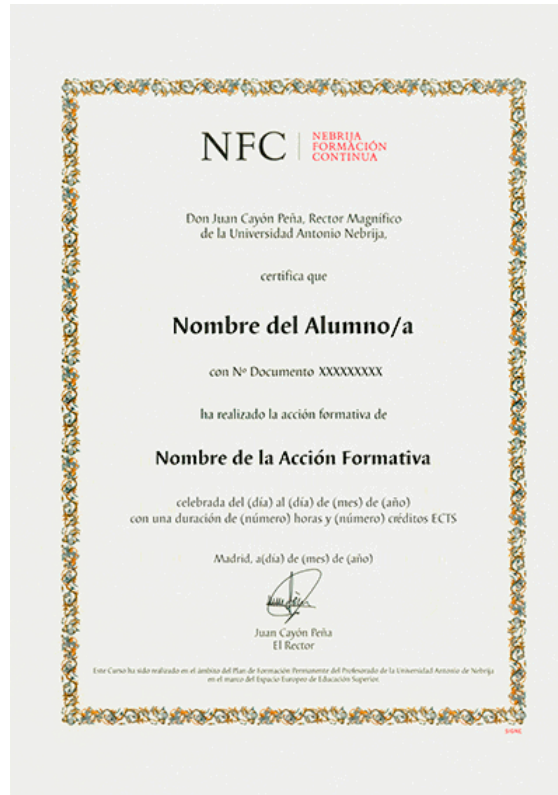 NFC
NEBRIJA
FORMACIÓN
CONTINUA
Don Juan Cayón Peña, Rector Magnífico
de la Universidad Antonio Nebrija,
certifica que
Nombre del Alumno/a
con Nº Documento XXXXXXXXX
ha realizado la acción formativa de
Nombre de la Acción Formativa
celebrada del (día) al (día) de (mes) de (año)
con una duración de (número) horas y (número) créditos ECTS
Madrid, a(día) de (mes) de (año)
Juan Cayón Peña
El Rector
Este Curso ha sido realizado en el ámbito del Plan de Formación Permanente del Profesorado de la Universidad Antonio de Nebrija
en el marco del Espacio Europeo de Educación Superior.
SIGNE